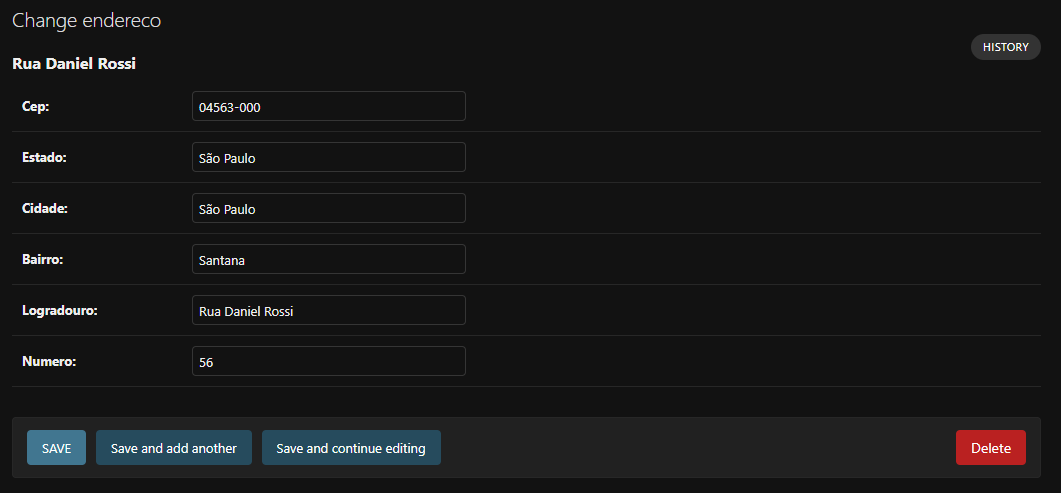 Change endereco
HISTORY
Rua Daniel Rossi
Cep: 04563-000
Estado: São Paulo
Cidade: São Paulo
Bairro: Santana
Logradouro: Rua Daniel Rossi
Numero: 56
SAVE Save and add another Save and continue editing Delete